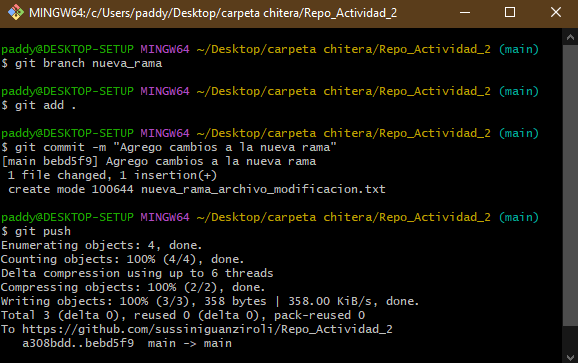 MINGW64:/c/Users/paddy/Desktop/carpeta chitera/Repo_Actividad_2
paddy@DESKTOP-SETUP MINGW64 ~/Desktop/carpeta chitera/Repo_Actividad_2 (main)
$ git branch nueva_rama
paddy@DESKTOP-SETUP MINGW64 ~/Desktop/carpeta chitera/Repo_Actividad_2 (main)
$ git add .
paddy@DESKTOP-SETUP MINGW64 ~/Desktop/carpeta chitera/Repo_Actividad_2 (main)
$ git commit -m "Agrego cambios a la nueva rama"
[main bebd5f9] Agrego cambios a la nueva rama
1 file changed, 1 insertion(+)
create mode 100644 nueva_rama_archivo_modificacion.txt
paddy@DESKTOP-SETUP MINGW64 ~/Desktop/carpeta chitera/Repo_Actividad_2 (main)
$ git push
Enumerating objects: 4, done.
Counting objects: 100% (4/4), done.
Delta compression using up to 6 threads
Compressing objects: 100% (2/2), done.
Writing objects: 100% (3/3), 358 bytes | 358.00 KiB/s, done.
Total 3 (delta 0), reused 0 (delta 0), pack-reused 0
To https://github.com/sussiniguanziroli/Repo_Actividad_2
a308bdd..bebd5f9  main -> main